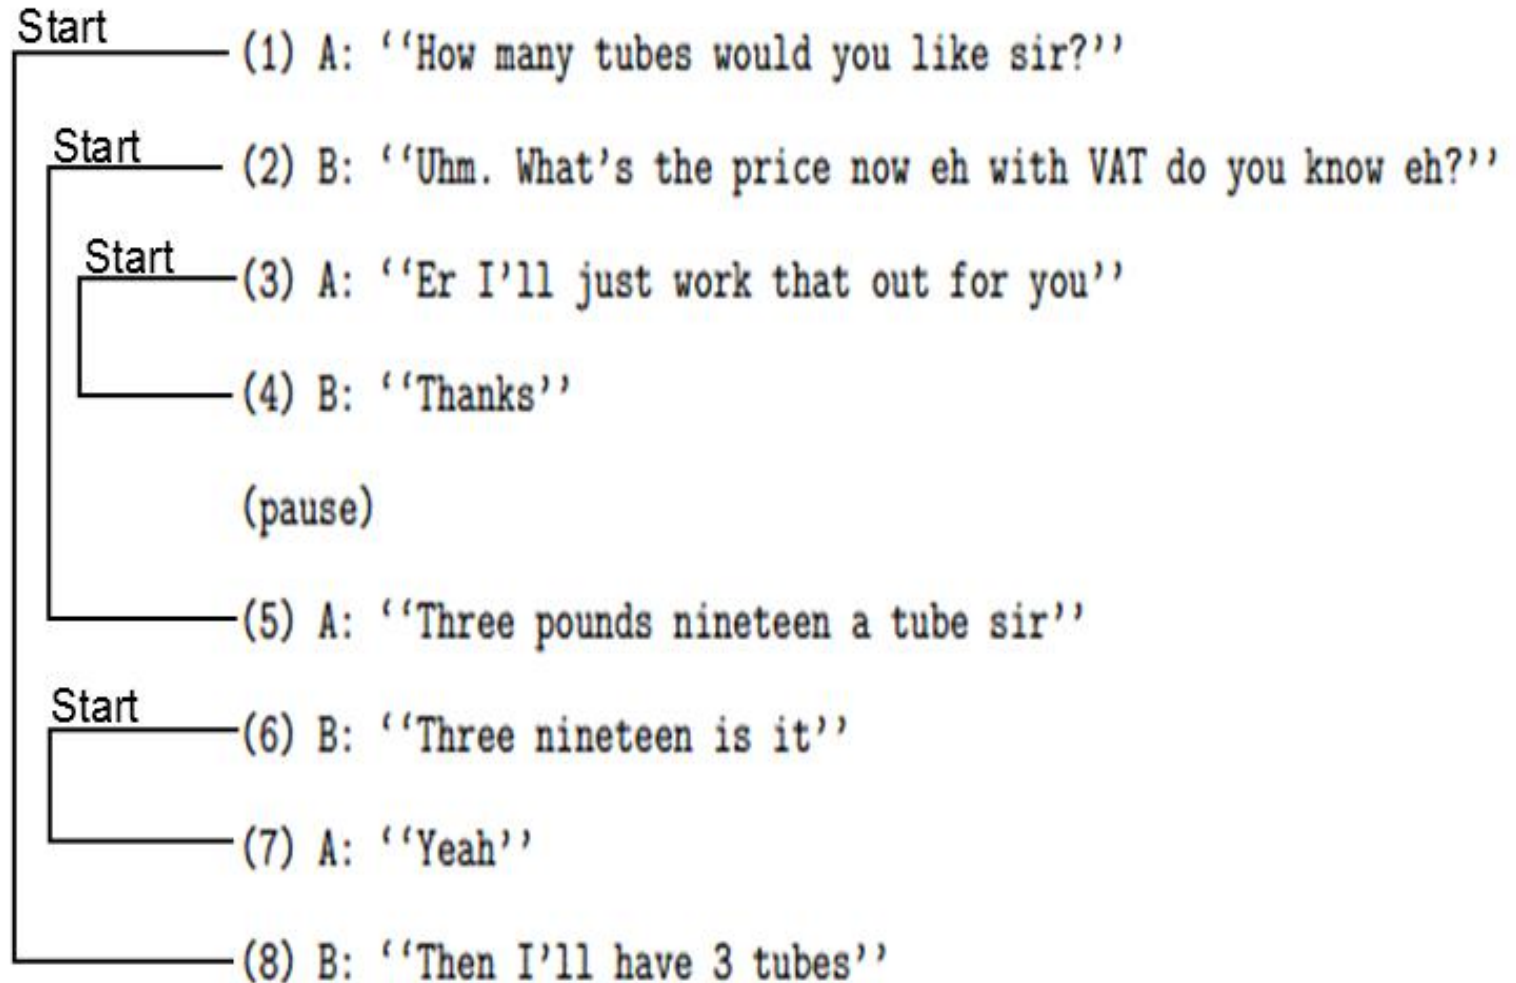 Start
(1) A: ‘‘How many tubes would you like sir?’’
Start
(2) B: ‘‘Uhm. What’s the price now eh with VAT do you know eh?’’
Start
(3) A: ‘‘Er I’ll just work that out for you’’
(4) B: ‘‘Thanks’’
(pause)
(5) A: ‘‘Three pounds nineteen a tube sir’’
Start
(6) B: ‘‘Three nineteen is it’’
(7) A: ‘‘Yeah’’
(8) B: ‘‘Then I’ll have 3 tubes’’